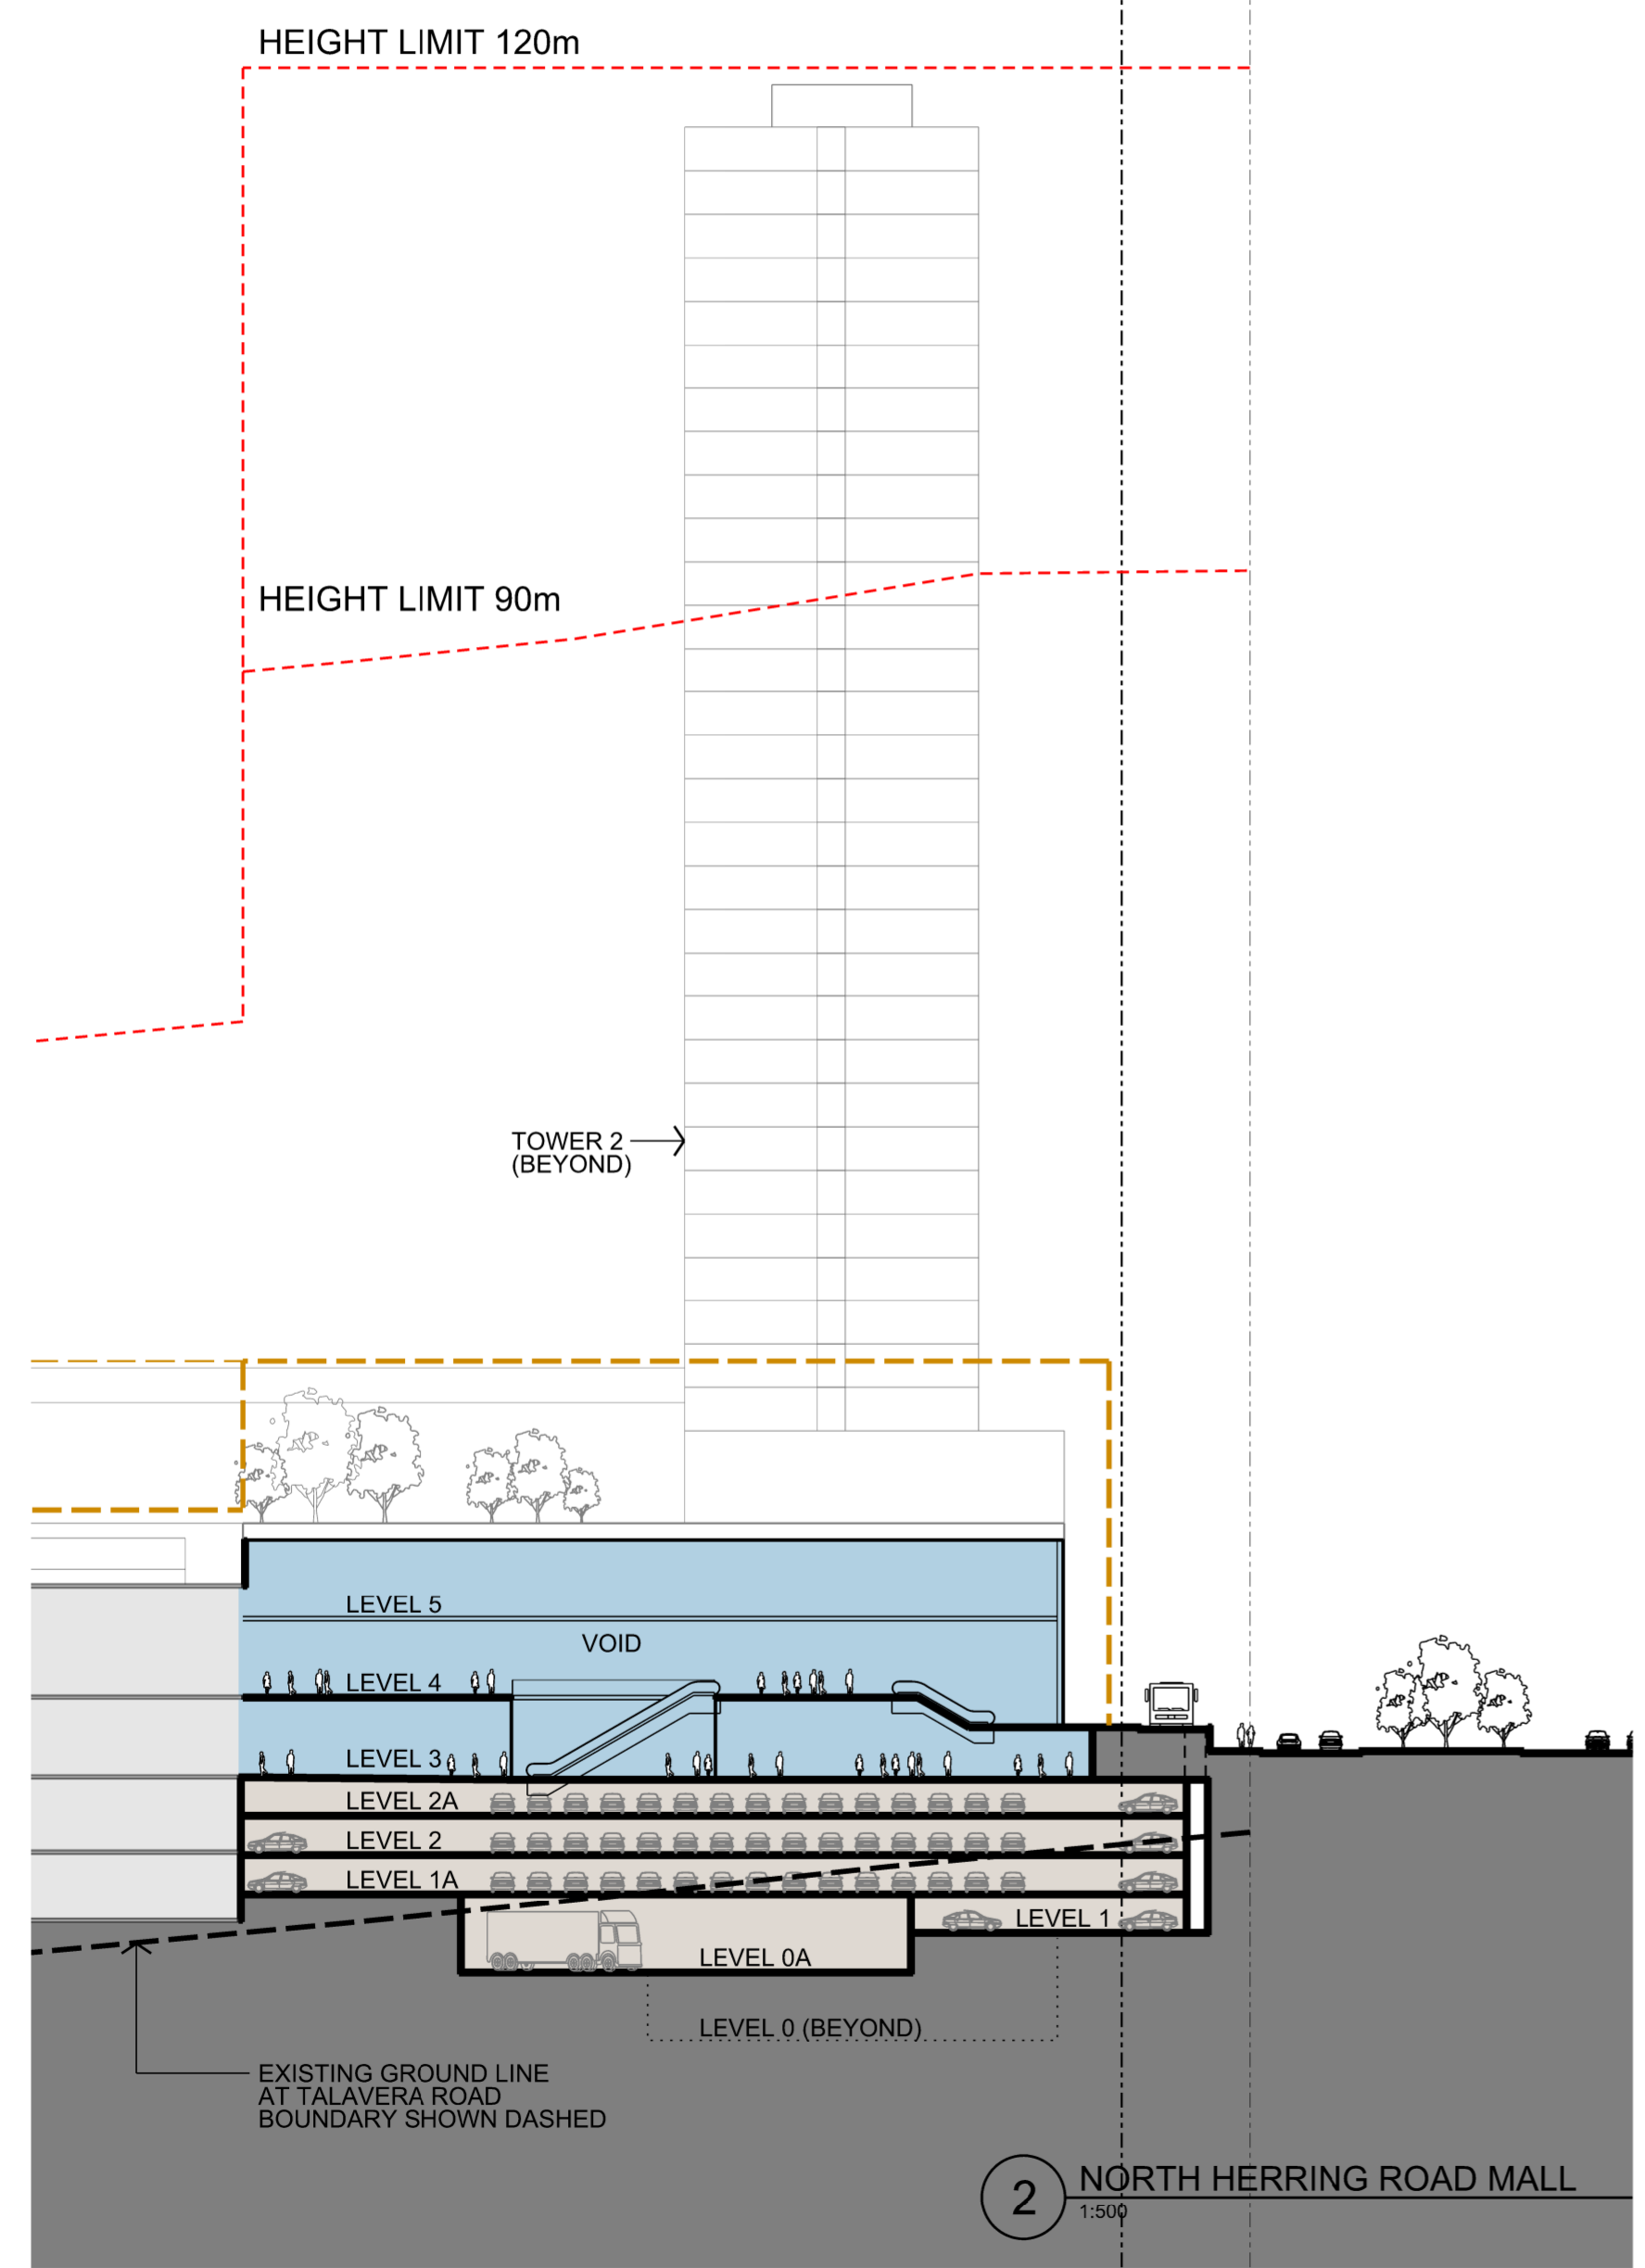 HEIGHT LIMIT 120m
HEIGHT LIMIT 90m
TOWER 2
(BEYOND)
LEVEL 5
VOID
LEVEL 4
LEVEL 3
LEVEL 2A
LEVEL 2
LEVEL 1A
LEVEL 1
LEVEL 0A
LEVEL 0 (BEYOND)
EXISTING GROUND LINE
AT TALAVERA ROAD
BOUNDARY SHOWN DASHED
2
NORTH HERRING ROAD MALL
1:500